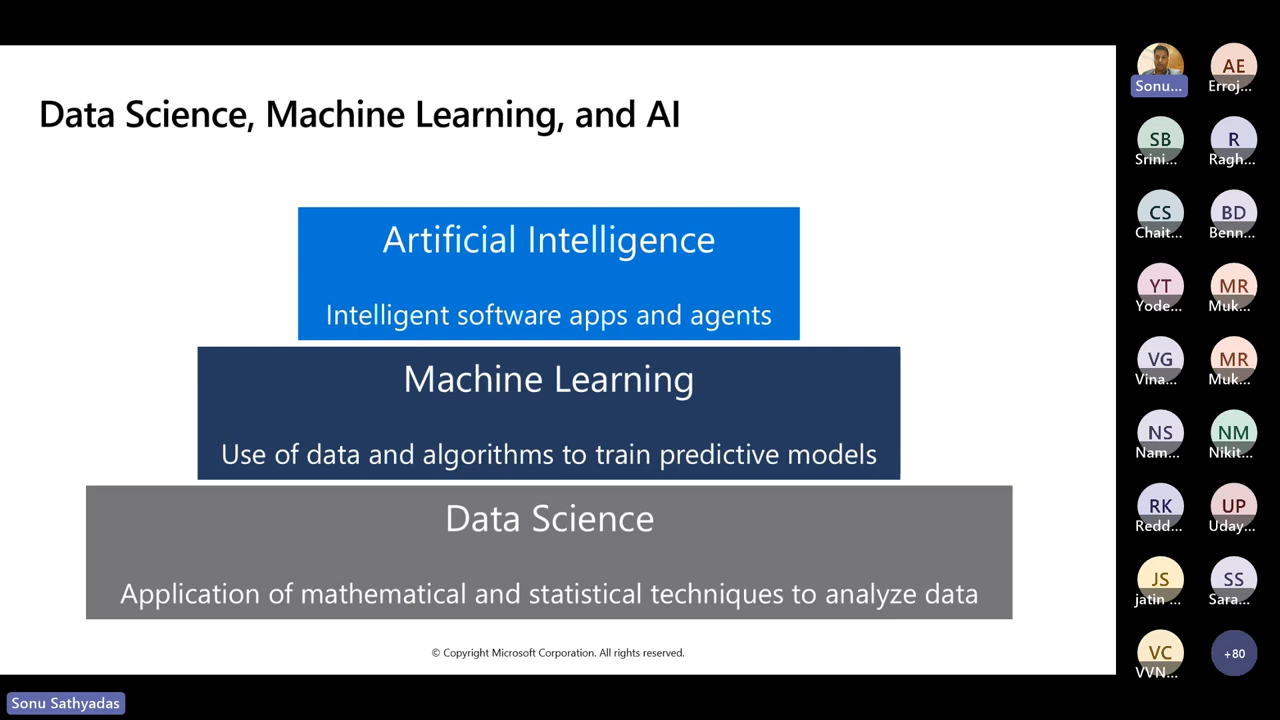 Data Science, Machine Learning, and AI
Artificial Intelligence
Intelligent software apps and agents
Machine Learning
Use of data and algorithms to train predictive models
Data Science
Application of mathematical and statistical techniques to analyze data
© Copyright Microsoft Corporation. All rights reserved.
Sonu Sathyadas
Sonu...
AE
Erroj...
SB
Srini...
R
Ragh...
CS
Chait...
BD
Benn...
YT
Yode...
MR
Muk...
VG
Vina...
MR
Muk...
NS
Nam...
NM
Nikit...
RK
Redd...
UP
Uday...
JS
jatin ...
SS
Sara...
VC
VVN...
+80